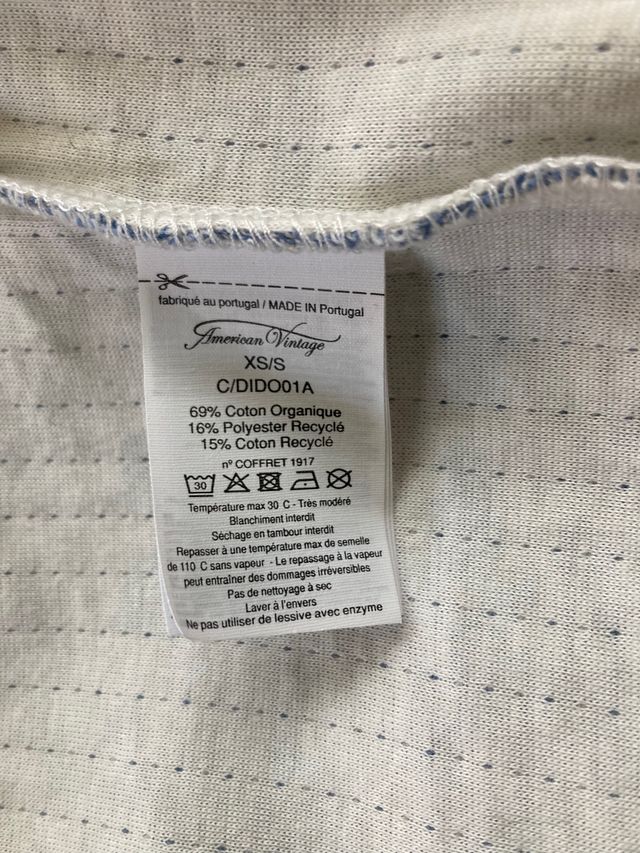 fabriqué au portugal / MADE IN Portugal
American Vintage
XS/S
C/DIDO01A
69% Coton Organique
16% Polyester Recyclé
15% Coton Recyclé
nº COFFRET 1917
30
Température max 30 C - Très modéré
Blanchiment interdit
Séchage en tambour interdit
Repasser à une température max de semelle
de 110 C sans vapeur - Le repassage à la vapeur
peut entraîner des dommages irréversibles
Pas de nettoyage à sec
Laver à l'envers
Ne pas utiliser de lessive avec enzyme